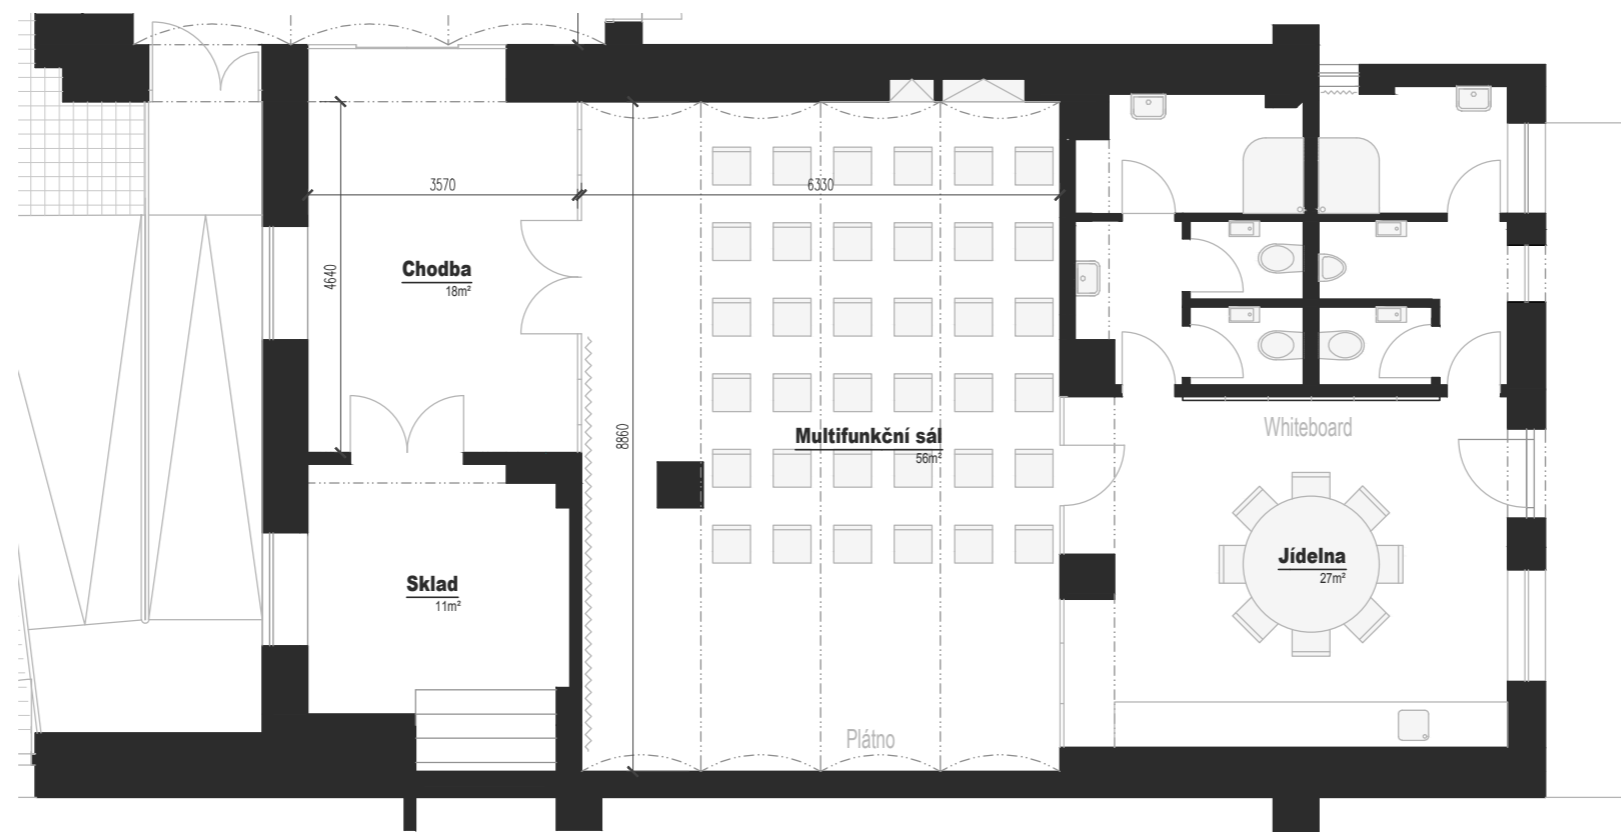 3570
6330
4640
Chodba
18m²
8860
Multifunkční sál
56m²
Whiteboard
Jídelna
27m²
Sklad
11m²
Plátno